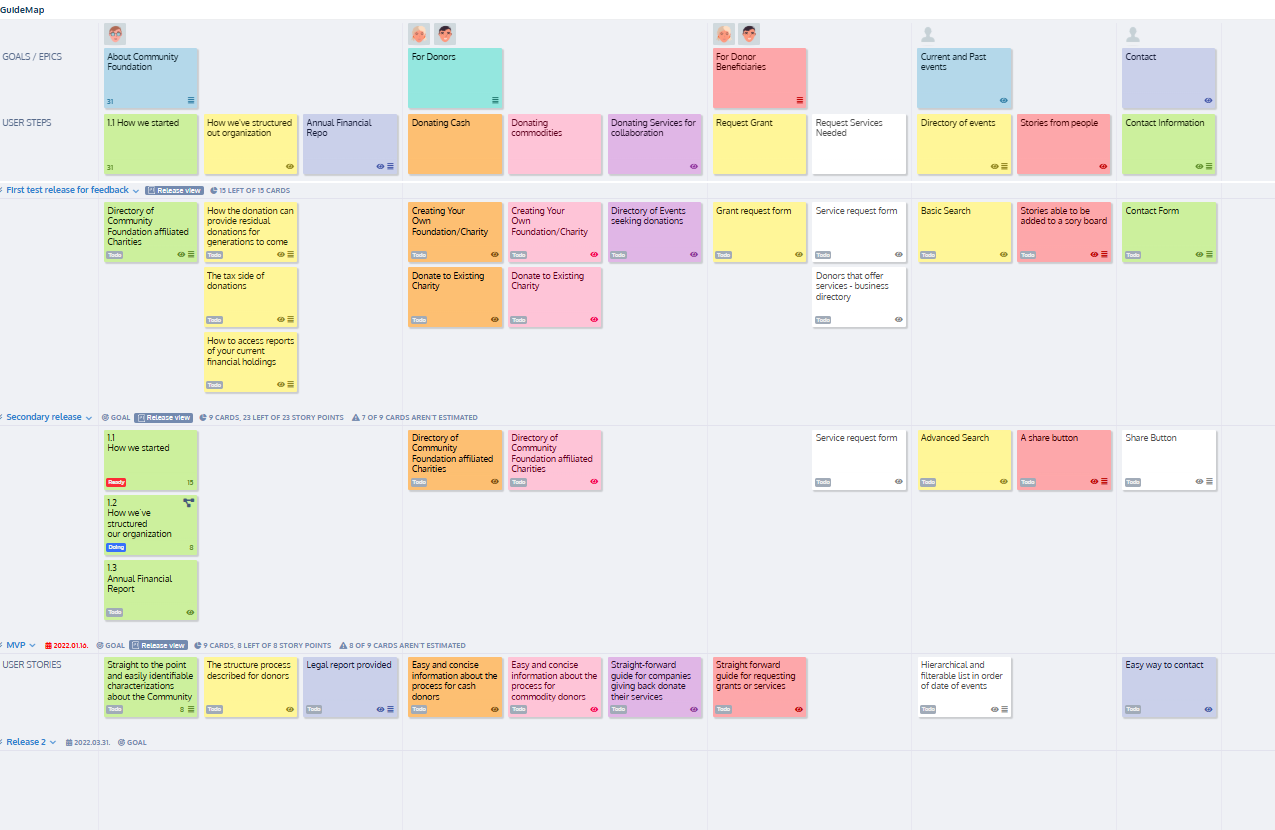 GuideMap
GOALS / EPICS
About Community
Foundation
31
For Donors
For Donor
Beneficiaries
Current and Past
events
Contact
USER STEPS
1.1 How we started
31
How we've structured
out organization
Annual Financial
Repo
Donating Cash
Donating
commodities
Donating Services for
collaboration
Request Grant
Request Services
Needed
Directory of events
Stories from people
Contact Information
First test release for feedback
Release view
15 LEFT OF 15 CARDS
Directory of
Community
Foundation affiliated
Charities
Todo
How the donation can
provide residual
donations for
generations to come
Todo
Creating Your
Own
Foundation/Charity
Todo
Creating Your
Own
Foundation/Charity
Todo
Directory of Events
seeking donations
Todo
Grant request form
Todo
Service request form
Todo
Basic Search
Todo
Stories able to be
added to a sory board
Todo
Contact Form
Todo
The tax side of
donations
Todo
Donate to Existing
Charity
Todo
Donate to Existing
Charity
Todo
Donors that offer
services - business
directory
Todo
How to access reports
of your current
financial holdings
Todo
Secondary release
GOAL
Release view
9 CARDS, 23 LEFT OF 23 STORY POINTS
7 OF 9 CARDS AREN'T ESTIMATED
1.1
How we started
Ready
15
Directory of
Community
Foundation affiliated
Charities
Todo
Directory of
Community
Foundation affiliated
Charities
Todo
Service request form
Todo
Advanced Search
Todo
A share button
Todo
Share Button
Todo
1.2
How we've
structured
our organization
Doing
8
1.3
Annual Financial
Report
Todo
MVP
2022.01.16.
GOAL
Release view
9 CARDS, 8 LEFT OF 8 STORY POINTS
8 OF 9 CARDS AREN'T ESTIMATED
USER STORIES
Straight to the point
and easily identifiable
characterizations
about the Community
Todo
8
The structure process
described for donors
Todo
Legal report provided
Todo
Easy and concise
information about the
process for cash
donors
Todo
Easy and concise
information about the
process for
commodity donors
Todo
Straight-forward
guide for companies
giving back donate
their services
Todo
Straight forward
guide for requesting
grants or services
Todo
Hierarchical and
filterable list in order
of date of events
Todo
Easy way to contact
Todo
Release 2
2022.03.31.
GOAL